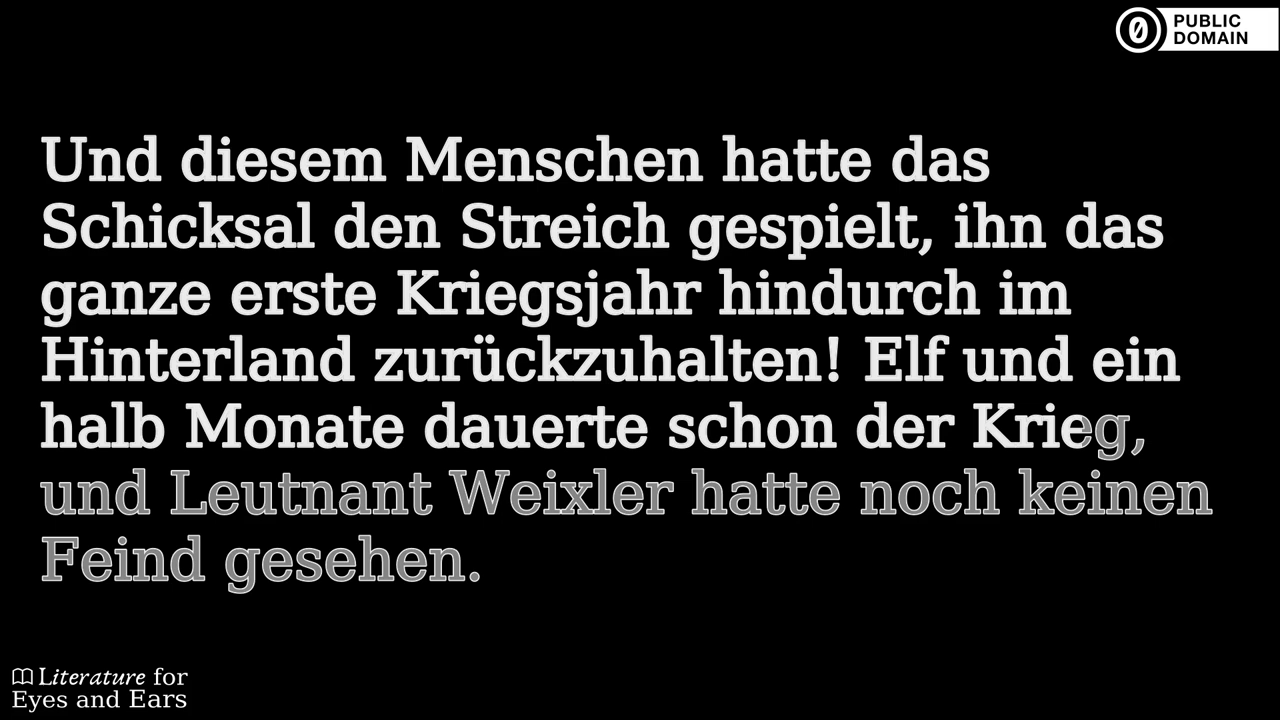 PUBLIC
DOMAIN
Und diesem Menschen hatte das
Schicksal den Streich gespielt, ihn das
ganze erste Kriegsjahr hindurch im
Hinterland zurückzuhalten! Elf und ein
halb Monate dauerte schon der Krieg,
und Leutnant Weixler hatte noch keinen
Feind gesehen.
Literature for
Eyes and Ears